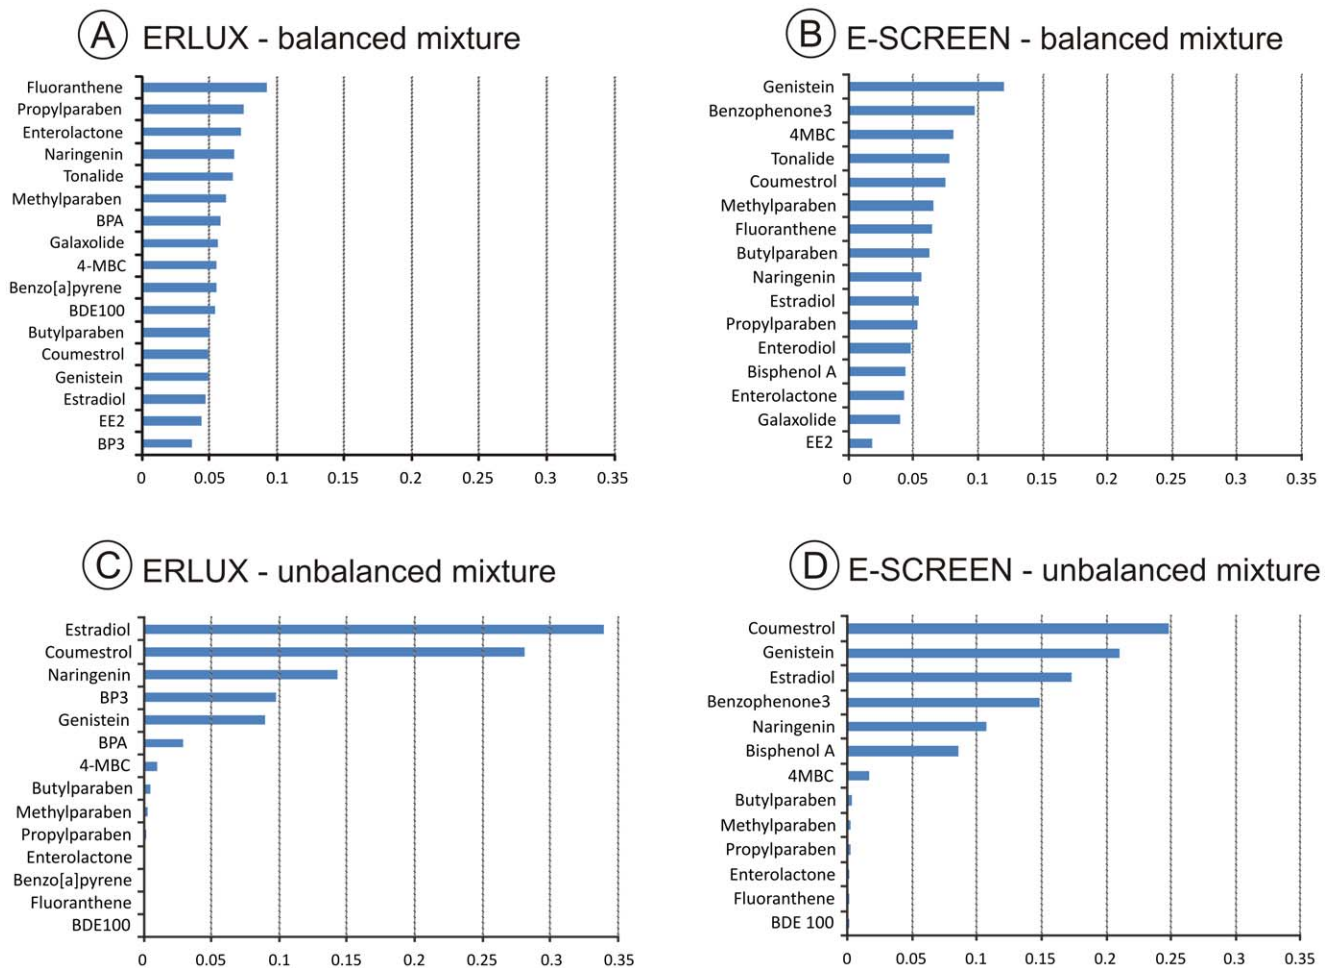 A ERLUX - balanced mixture
Fluoranthene
Propylparaben
Enterolactone
Naringenin
Tonalide
Methylparaben
BPA
Galaxolide
4-MBC
Benzo[a]pyrene
BDE100
Butylparaben
Coumestrol
Genistein
Estradiol
EE2
BP3
0 0.05 0.1 0.15 0.2 0.25 0.3 0.35
B E-SCREEN - balanced mixture
Genistein
Benzophenone3
4MBC
Tonalide
Coumestrol
Methylparaben
Fluoranthene
Butylparaben
Naringenin
Estradiol
Propylparaben
Enterodiol
Bisphenol A
Enterolactone
Galaxolide
EE2
0 0.05 0.1 0.15 0.2 0.25 0.3 0.35
C ERLUX - unbalanced mixture
Estradiol
Coumestrol
Naringenin
BP3
Genistein
BPA
4-MBC
Butylparaben
Methylparaben
Propylparaben
Enterolactone
Benzo[a]pyrene
Fluoranthene
BDE100
0 0.05 0.1 0.15 0.2 0.25 0.3 0.35
D E-SCREEN - unbalanced mixture
Coumestrol
Genistein
Estradiol
Benzophenone3
Naringenin
Bisphenol A
4MBC
Butylparaben
Methylparaben
Propylparaben
Enterolactone
Fluoranthene
BDE 100
0 0.05 0.1 0.15 0.2 0.25 0.3 0.35